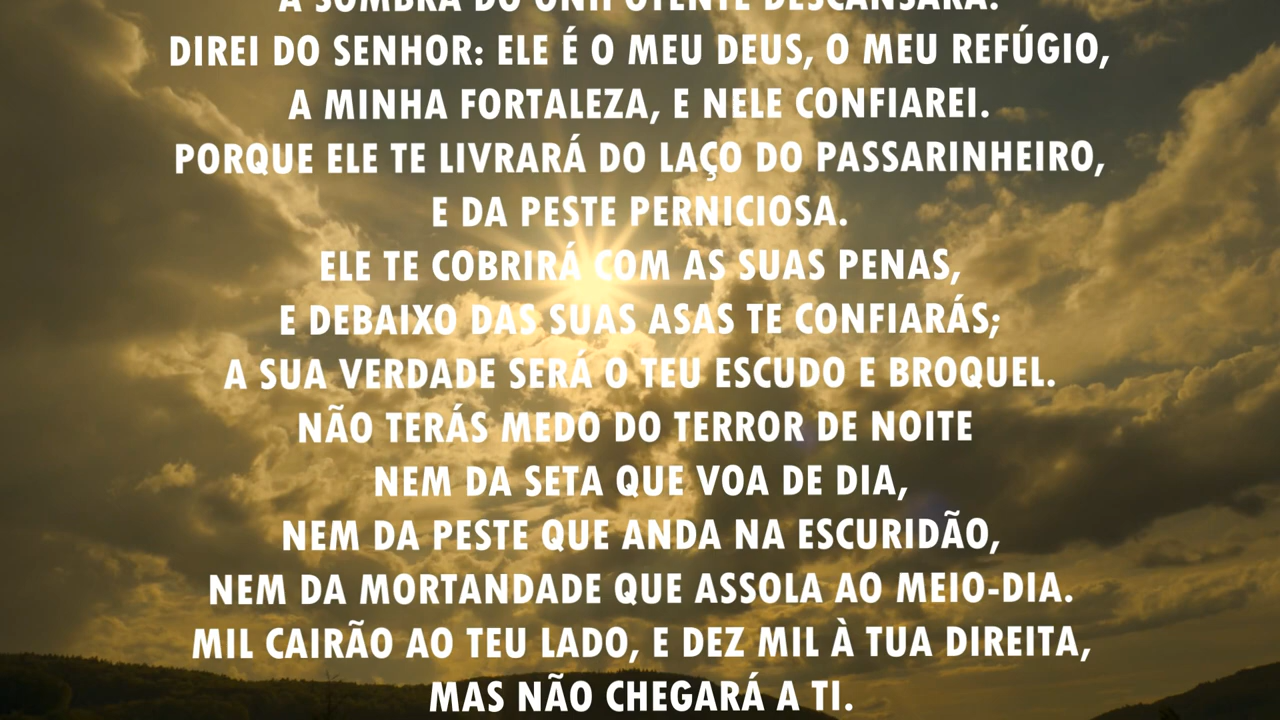 À SOMBRA DO ONIPOTENTE DESCANSARÁ.
DIREI DO SENHOR: ELE É O MEU DEUS, O MEU REFÚGIO,
A MINHA FORTALEZA, E NELE CONFIAREI.
PORQUE ELE TE LIVRARÁ DO LAÇO DO PASSARINHEIRO,
E DA PESTE PERNICIOSA.
ELE TE COBRIRÁ COM AS SUAS PENAS,
E DEBAIXO DAS SUAS ASAS TE CONFIARÁS;
A SUA VERDADE SERÁ O TEU ESCUDO E BROQUEL.
NÃO TERÁS MEDO DO TERROR DE NOITE
NEM DA SETA QUE VOA DE DIA,
NEM DA PESTE QUE ANDA NA ESCURIDÃO,
NEM DA MORTANDADE QUE ASSOLA AO MEIO-DIA.
MIL CAIRÃO AO TEU LADO, E DEZ MIL À TUA DIREITA,
MAS NÃO CHEGARÁ A TI.